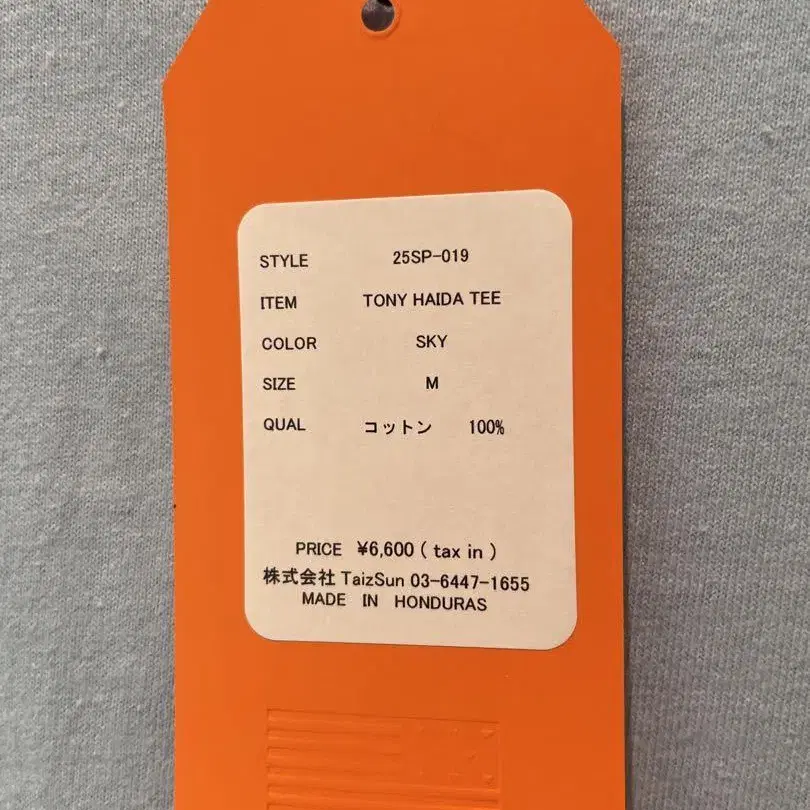 STYLE 25SP-019
ITEM TONY HAIDA TEE
COLOR SKY
SIZE M
QUAL コットン 100%
PRICE ¥6,600 ( tax in )
株式会社 TaizSun 03-6447-1655
MADE IN HONDURAS